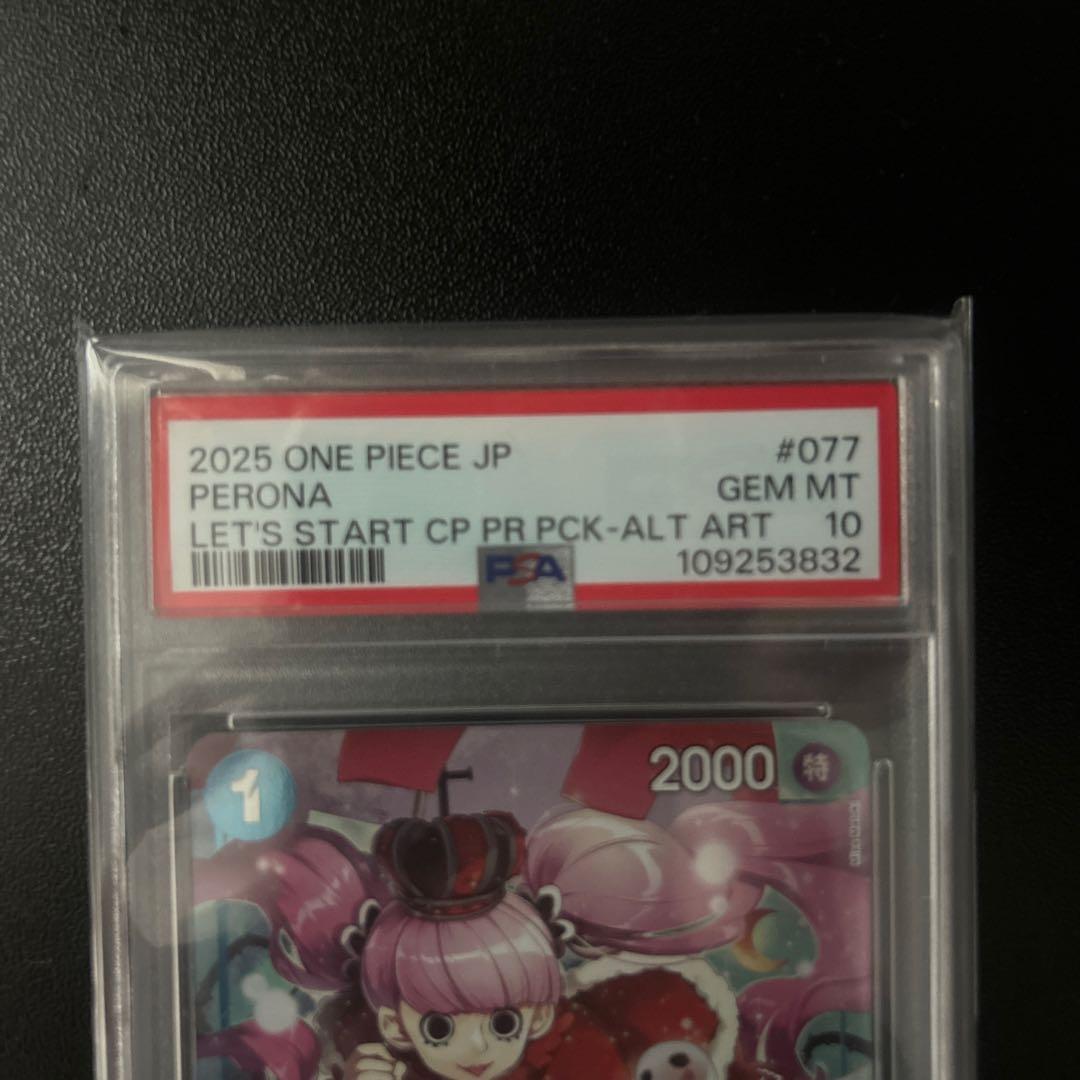 2025 ONE PIECE JP #077
PERONA GEM MT
LET'S START CP PR PCK-ALT ART 10
PSA 109253832
1 2000 特